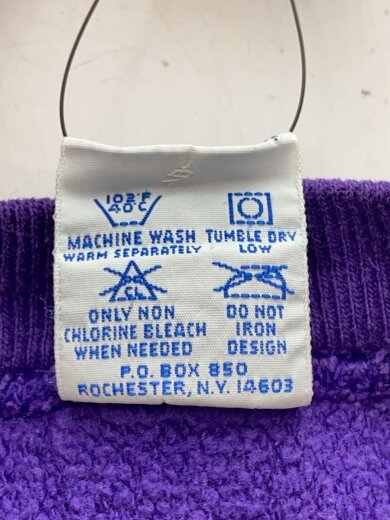 102°F
40°C
MACHINE WASH TUMBLE DRY
WARM SEPARATELY LOW
CL
ONLY NON DO NOT
CHLORINE BLEACH IRON
WHEN NEEDED DESIGN
P.O. BOX 850
ROCHESTER, N.Y. 14603